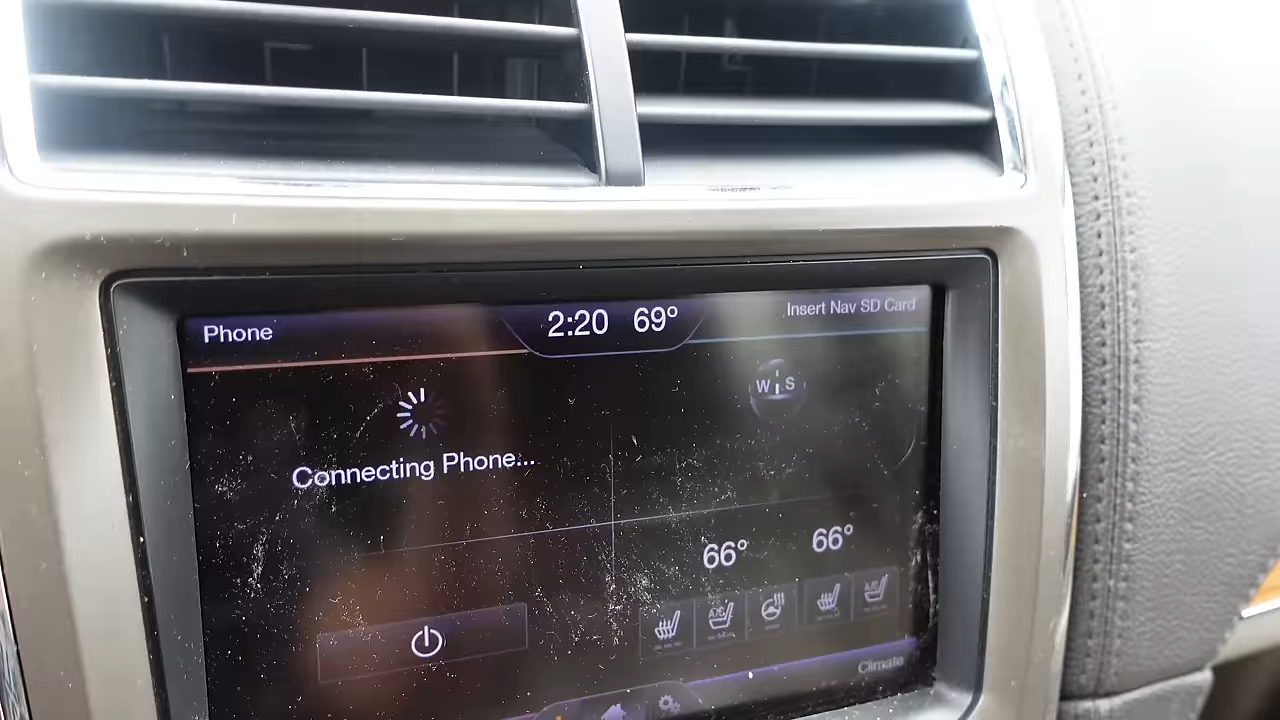 Phone
2:20 69°
Insert Nav SD Card
W S
Connecting Phone...
66° 66°
A/C
A/C
Climate